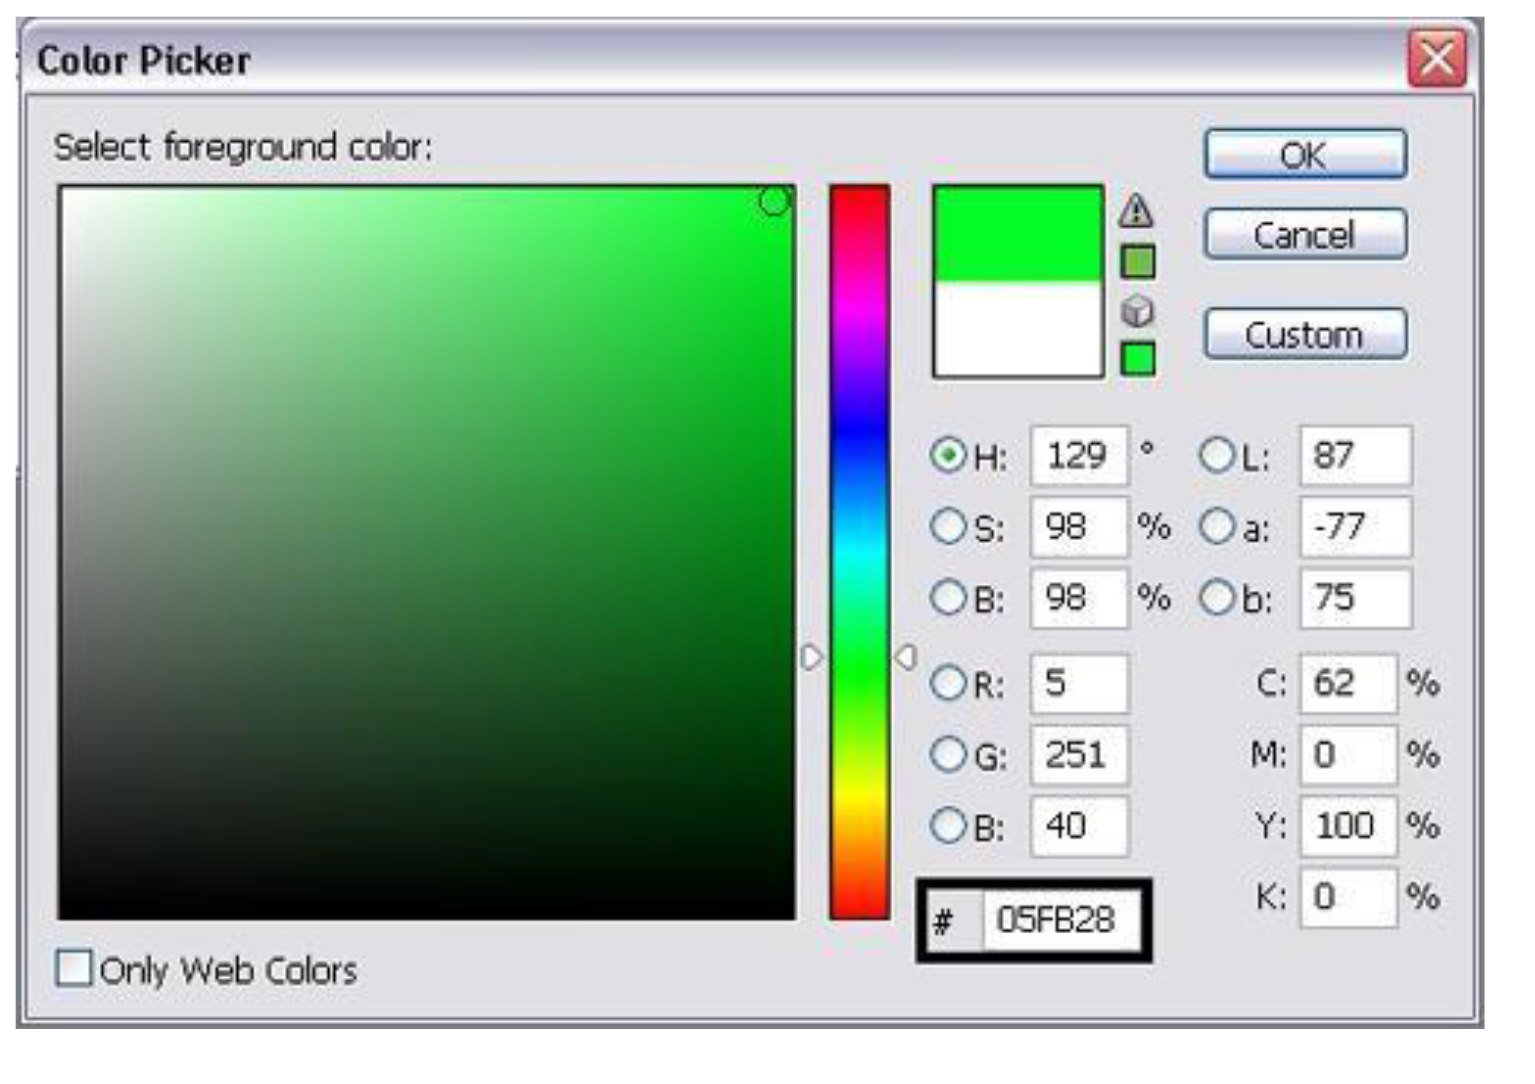 Color Picker
Select foreground color:
OK
Cancel
Custom
H: 129 °
S: 98 %
B: 98 %
L: 87
a: -77
b: 75
R: 5
G: 251
B: 40
C: 62 %
M: 0 %
Y: 100 %
K: 0 %
# 05FB28
Only Web Colors